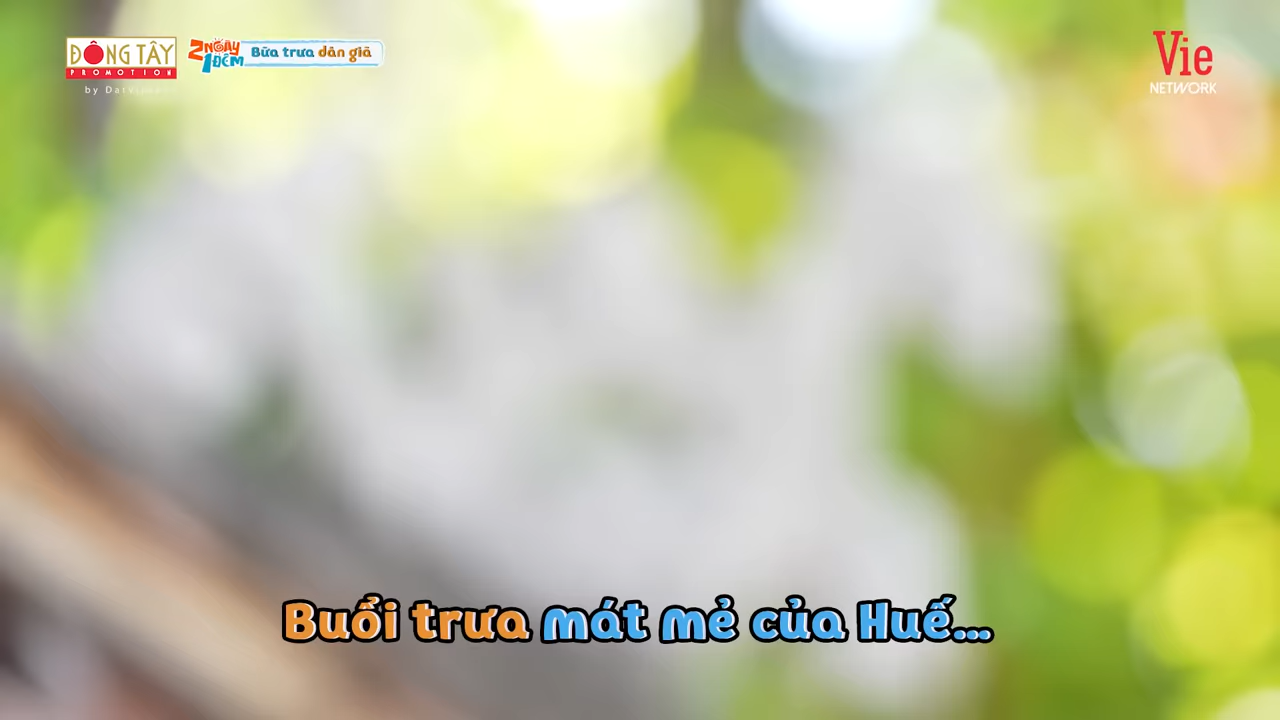 ĐÔNG TÂY
PROMOTION
2 NGÀY
1 ĐÊM
Bữa trưa dân giã
Vie
NETWORK
Buổi trưa mát mẻ của Huế...